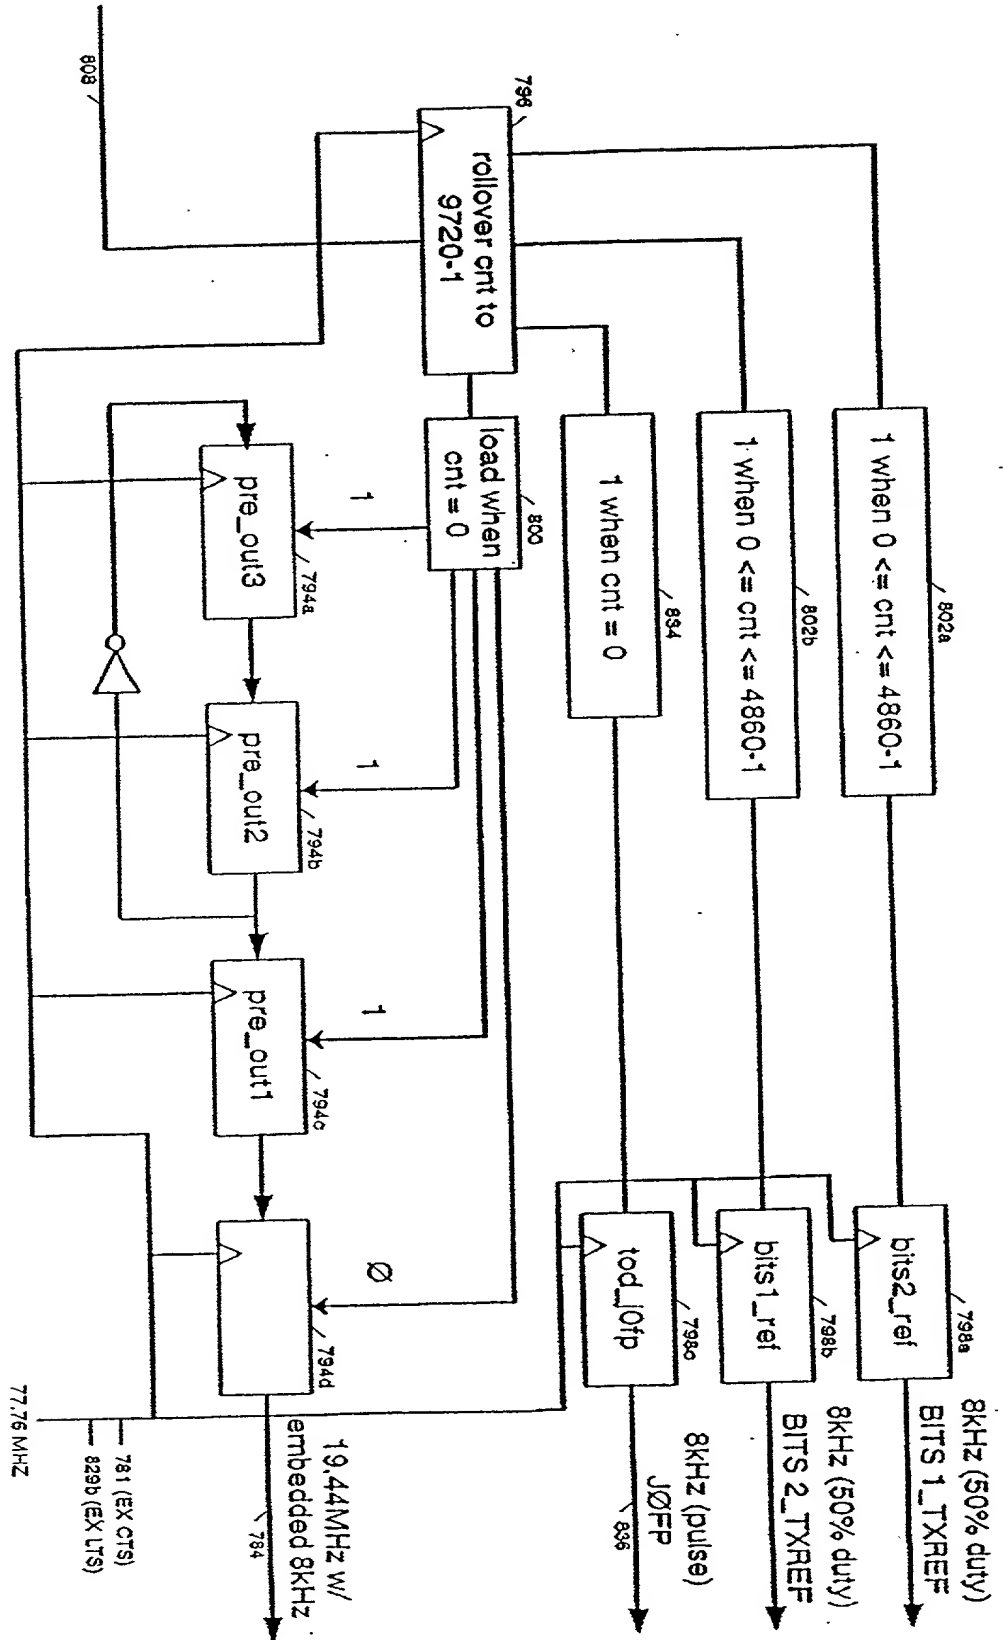 802a
1 when 0 <= cnt <= 4860-1
798a
bits2_ref
8kHz (50% duty)
BITS 1_TXREF
802b
1 when 0 <= cnt <= 4860-1
798b
bits1_ref
8kHz (50% duty)
BITS 2_TXREF
834
1 when cnt = 0
798c
tod_j0fp
8kHz (pulse)
JØFP
836
796
rollover cnt to
9720-1
800
load when
cnt = 0
1
1
1
Ø
808
pre_out3
794a
pre_out2
794b
pre_out1
794c
794d
19.44MHz w/
embedded 8kHz
784
781 (EX CTS)
829b (EX LTS)
77.76 MHZ